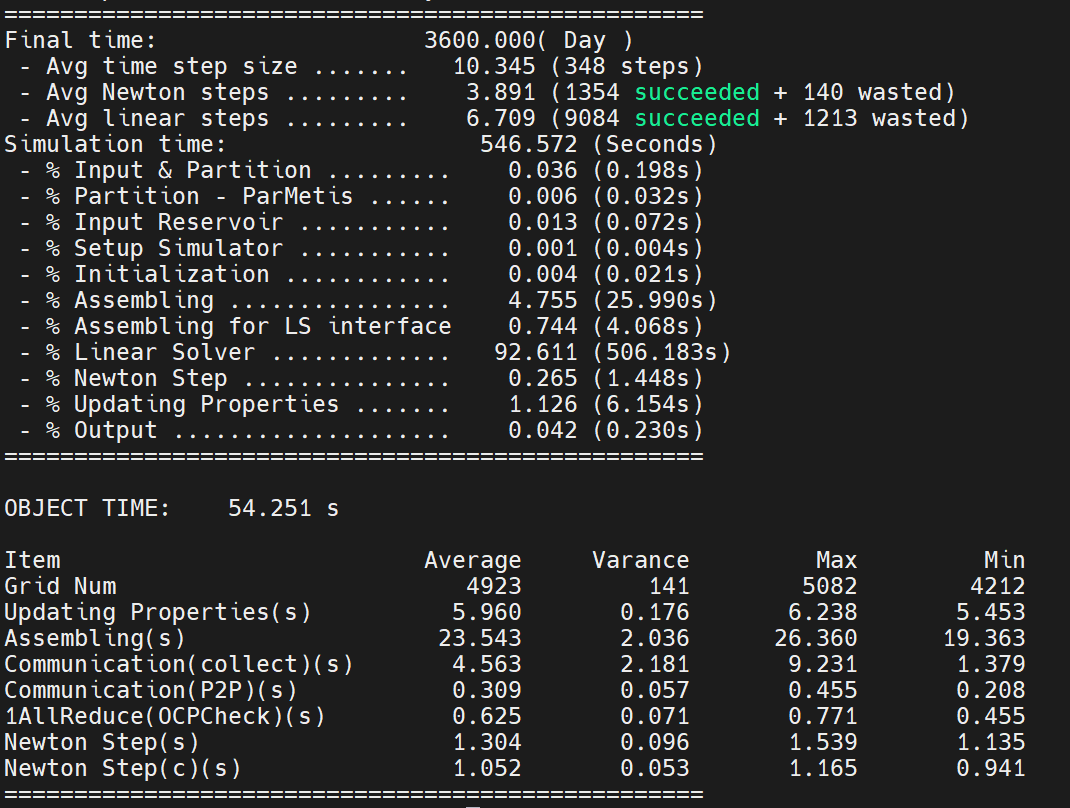 ==================================================
Final time:                   3600.000( Day )
 - Avg time step size .......   10.345 (348 steps)
 - Avg Newton steps .........    3.891 (1354 succeeded + 140 wasted)
 - Avg linear steps .........    6.709 (9084 succeeded + 1213 wasted)
Simulation time:                  546.572 (Seconds)
 - % Input & Partition .........    0.036 (0.198s)
 - % Partition - ParMetis ......    0.006 (0.032s)
 - % Input Reservoir ...........    0.013 (0.072s)
 - % Setup Simulator ...........    0.001 (0.004s)
 - % Initialization ............    0.004 (0.021s)
 - % Assembling ................    4.755 (25.990s)
 - % Assembling for LS interface    0.744 (4.068s)
 - % Linear Solver .............   92.611 (506.183s)
 - % Newton Step ...............    0.265 (1.448s)
 - % Updating Properties .......    1.126 (6.154s)
 - % Output ....................    0.042 (0.230s)
==================================================
OBJECT TIME:    54.251 s
Item                          Average     Varance         Max         Min
Grid Num                         4923         141        5082        4212
Updating Properties(s)          5.960       0.176       6.238       5.453
Assembling(s)                  23.543       2.036      26.360      19.363
Communication(collect)(s)       4.563       2.181       9.231       1.379
Communication(P2P)(s)           0.309       0.057       0.455       0.208
1AllReduce(OCPCheck)(s)         0.625       0.071       0.771       0.455
Newton Step(s)                  1.304       0.096       1.539       1.135
Newton Step(c)(s)               1.052       0.053       1.165       0.941
==================================================